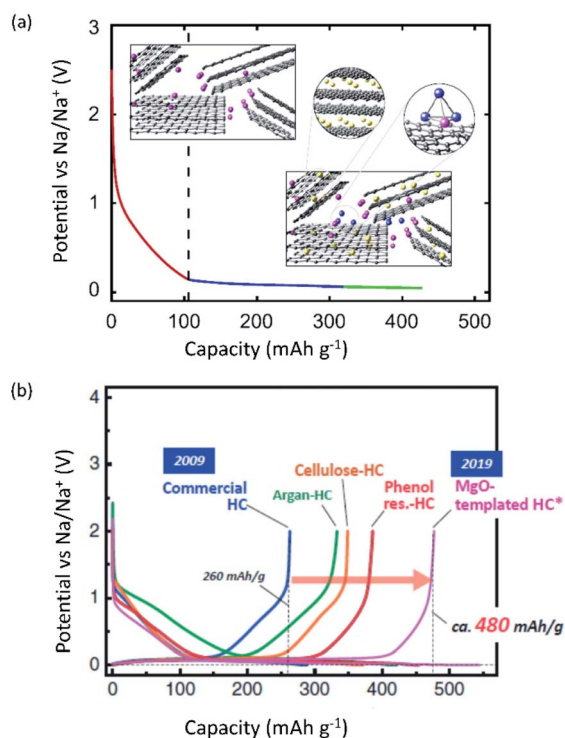 (a)
Potential vs Na/Na⁺ (V)
3
2
1
0
0 100 200 300 400 500
Capacity (mAh g⁻¹)
(b)
Potential vs Na/Na⁺ (V)
4
3
2
1
0
2009
Commercial
HC
Argan-HC
Cellulose-HC
Phenol
res.-HC
2019
MgO-
templated HC*
260 mAh/g
ca. 480 mAh/g
0 100 200 300 400 500
Capacity (mAh g⁻¹)